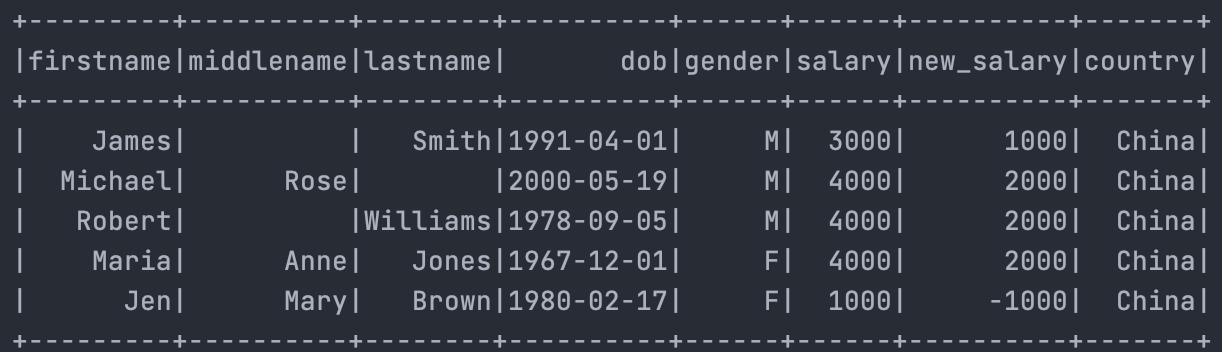 +---------+----------+--------+----------+------+------+----------+-------+
|firstname|middlename|lastname|       dob|gender|salary|new_salary|country|
+---------+----------+--------+----------+------+------+----------+-------+
|    James|          |   Smith|1991-04-01|     M|  3000|      1000|  China|
|  Michael|      Rose|        |2000-05-19|     M|  4000|      2000|  China|
|   Robert|          |Williams|1978-09-05|     M|  4000|      2000|  China|
|    Maria|      Anne|   Jones|1967-12-01|     F|  4000|      2000|  China|
|      Jen|      Mary|   Brown|1980-02-17|     F|  1000|     -1000|  China|
+---------+----------+--------+----------+------+------+----------+-------+